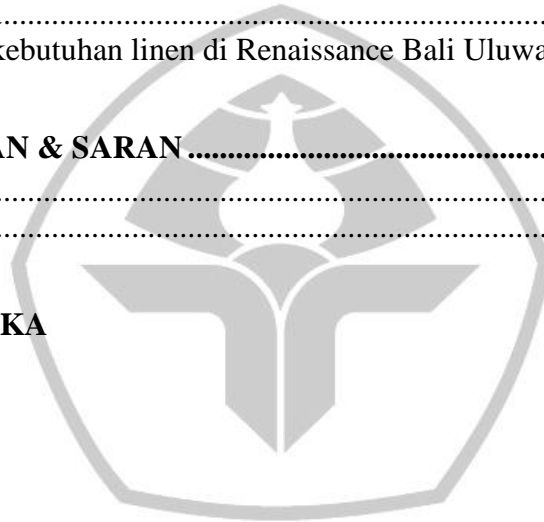 ....................................................................
kebutuhan linen di Renaissance Bali Uluwa
AN & SARAN..................................................
....................................................................
....................................................................
KA